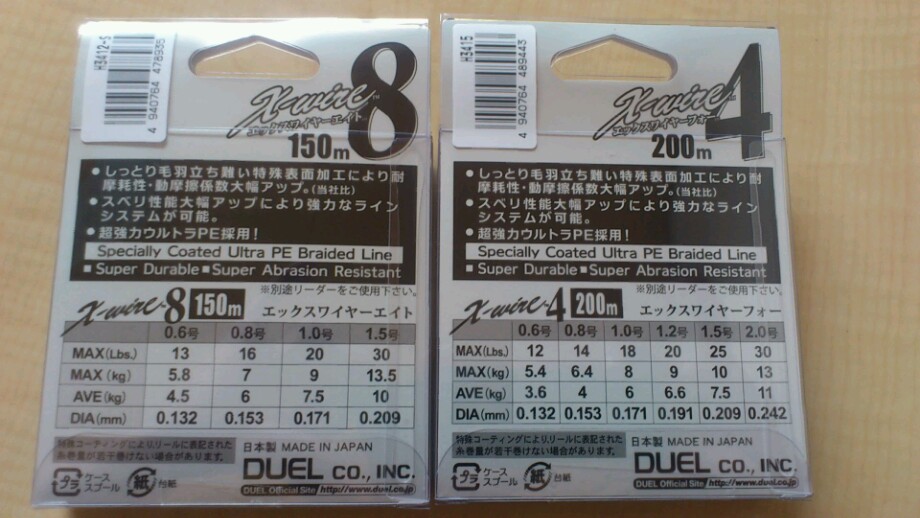 H3412-S
4 940764 478935
X-wire 8
エックスワイヤーエイト
150m
●しっとり毛羽立ち難い特殊表面加工により耐
摩耗性・動摩擦係数大幅アップ。(当社比)
●スベリ性能大幅アップにより強力なライン
システムが可能。
●超強力ウルトラPE採用!
Specially Coated Ultra PE Braided Line
■Super Durable■Super Abrasion Resistant
※別途リーダーをご使用下さい。
X-wire 8 150m エックスワイヤーエイト
0.6号 0.8号 1.0号 1.5号
MAX(Lbs.) 13 16 20 30
MAX(kg) 5.8 7 9 13.5
AVE(kg) 4.5 6 7.5 10
DIA(mm) 0.132 0.153 0.171 0.209
特殊コーティングにより、リールに表記された
糸巻量が若干巻けない場合があります。
日本製 MADE IN JAPAN
DUEL CO., INC.
DUEL Official Site http://www.duel.co.jp
プラ ケース
スプール
紙 台紙
H3415
4 940764 489443
X-wire 4
エックスワイヤーフォー
200m
●しっとり毛羽立ち難い特殊表面加工により耐
摩耗性・動摩擦係数大幅アップ。(当社比)
●スベリ性能大幅アップにより強力なライン
システムが可能。
●超強力ウルトラPE採用!
Specially Coated Ultra PE Braided Line
■Super Durable■Super Abrasion Resistant
※別途リーダーをご使用下さい。
X-wire 4 200m エックスワイヤーフォー
0.6号 0.8号 1.0号 1.2号 1.5号 2.0号
MAX(Lbs.) 12 14 18 20 25 30
MAX(kg) 5.4 6.4 8 9 10 13
AVE(kg) 3.6 4 6 6.6 7.5 11
DIA(mm) 0.132 0.153 0.171 0.191 0.209 0.242
特殊コーティングにより、リールに表記された
糸巻量が若干巻けない場合があります。
日本製 MADE IN JAPAN
DUEL CO., INC.
DUEL Official Site http://www.duel.co.jp
プラ ケース
スプール
紙 台紙